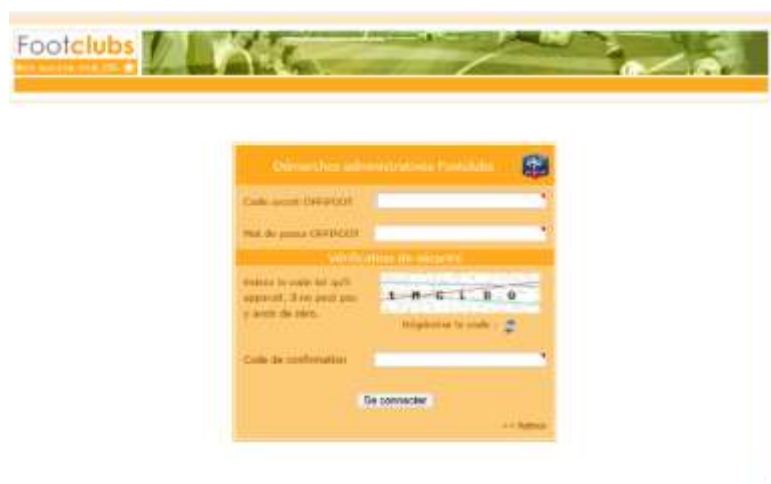 Footclubs
Démarches administratives Footclubs
Code accès OFFIFOOT
Mot de passe OFFIFOOT
Vérification de sécurité
Entrez le code tel qu'il
apparaît, il ne peut pas
y avoir de zéro.
Régénérer le code :
Code de confirmation
Se connecter
<< Retour